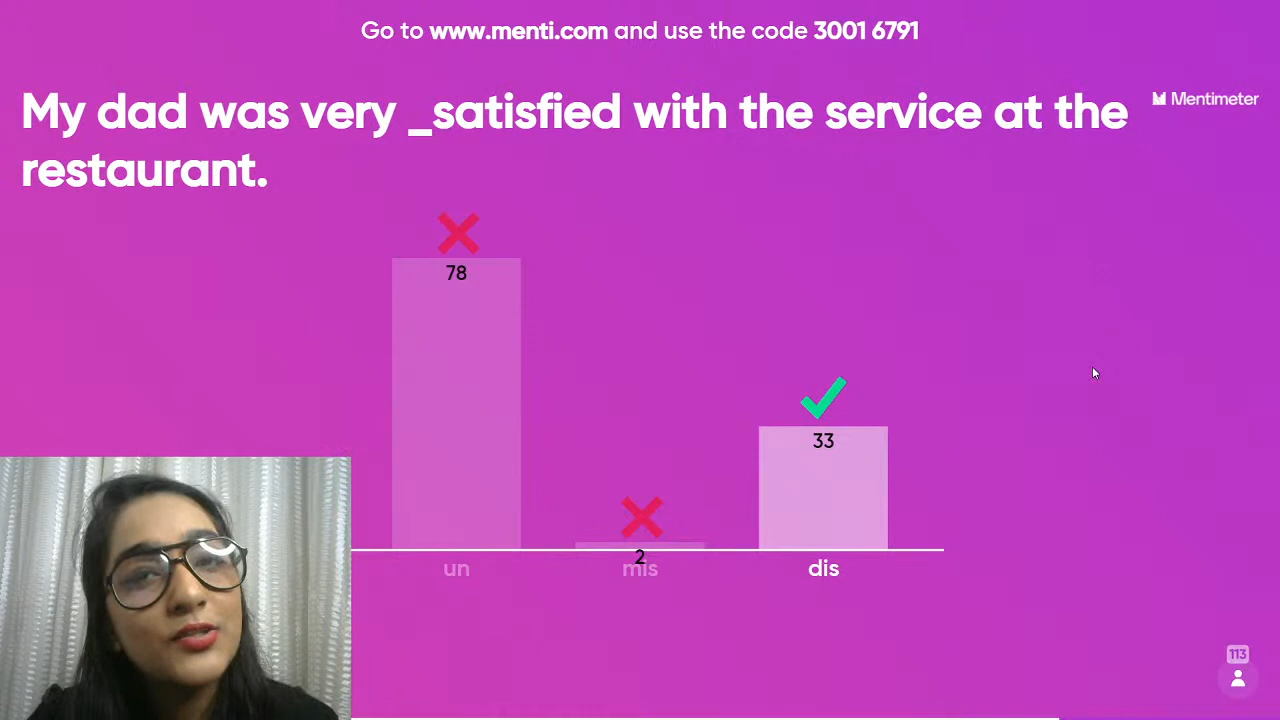 Go to www.menti.com and use the code 3001 6791
My dad was very _satisfied with the service at the
restaurant.
Mentimeter
78
2
33
un
mis
dis
113